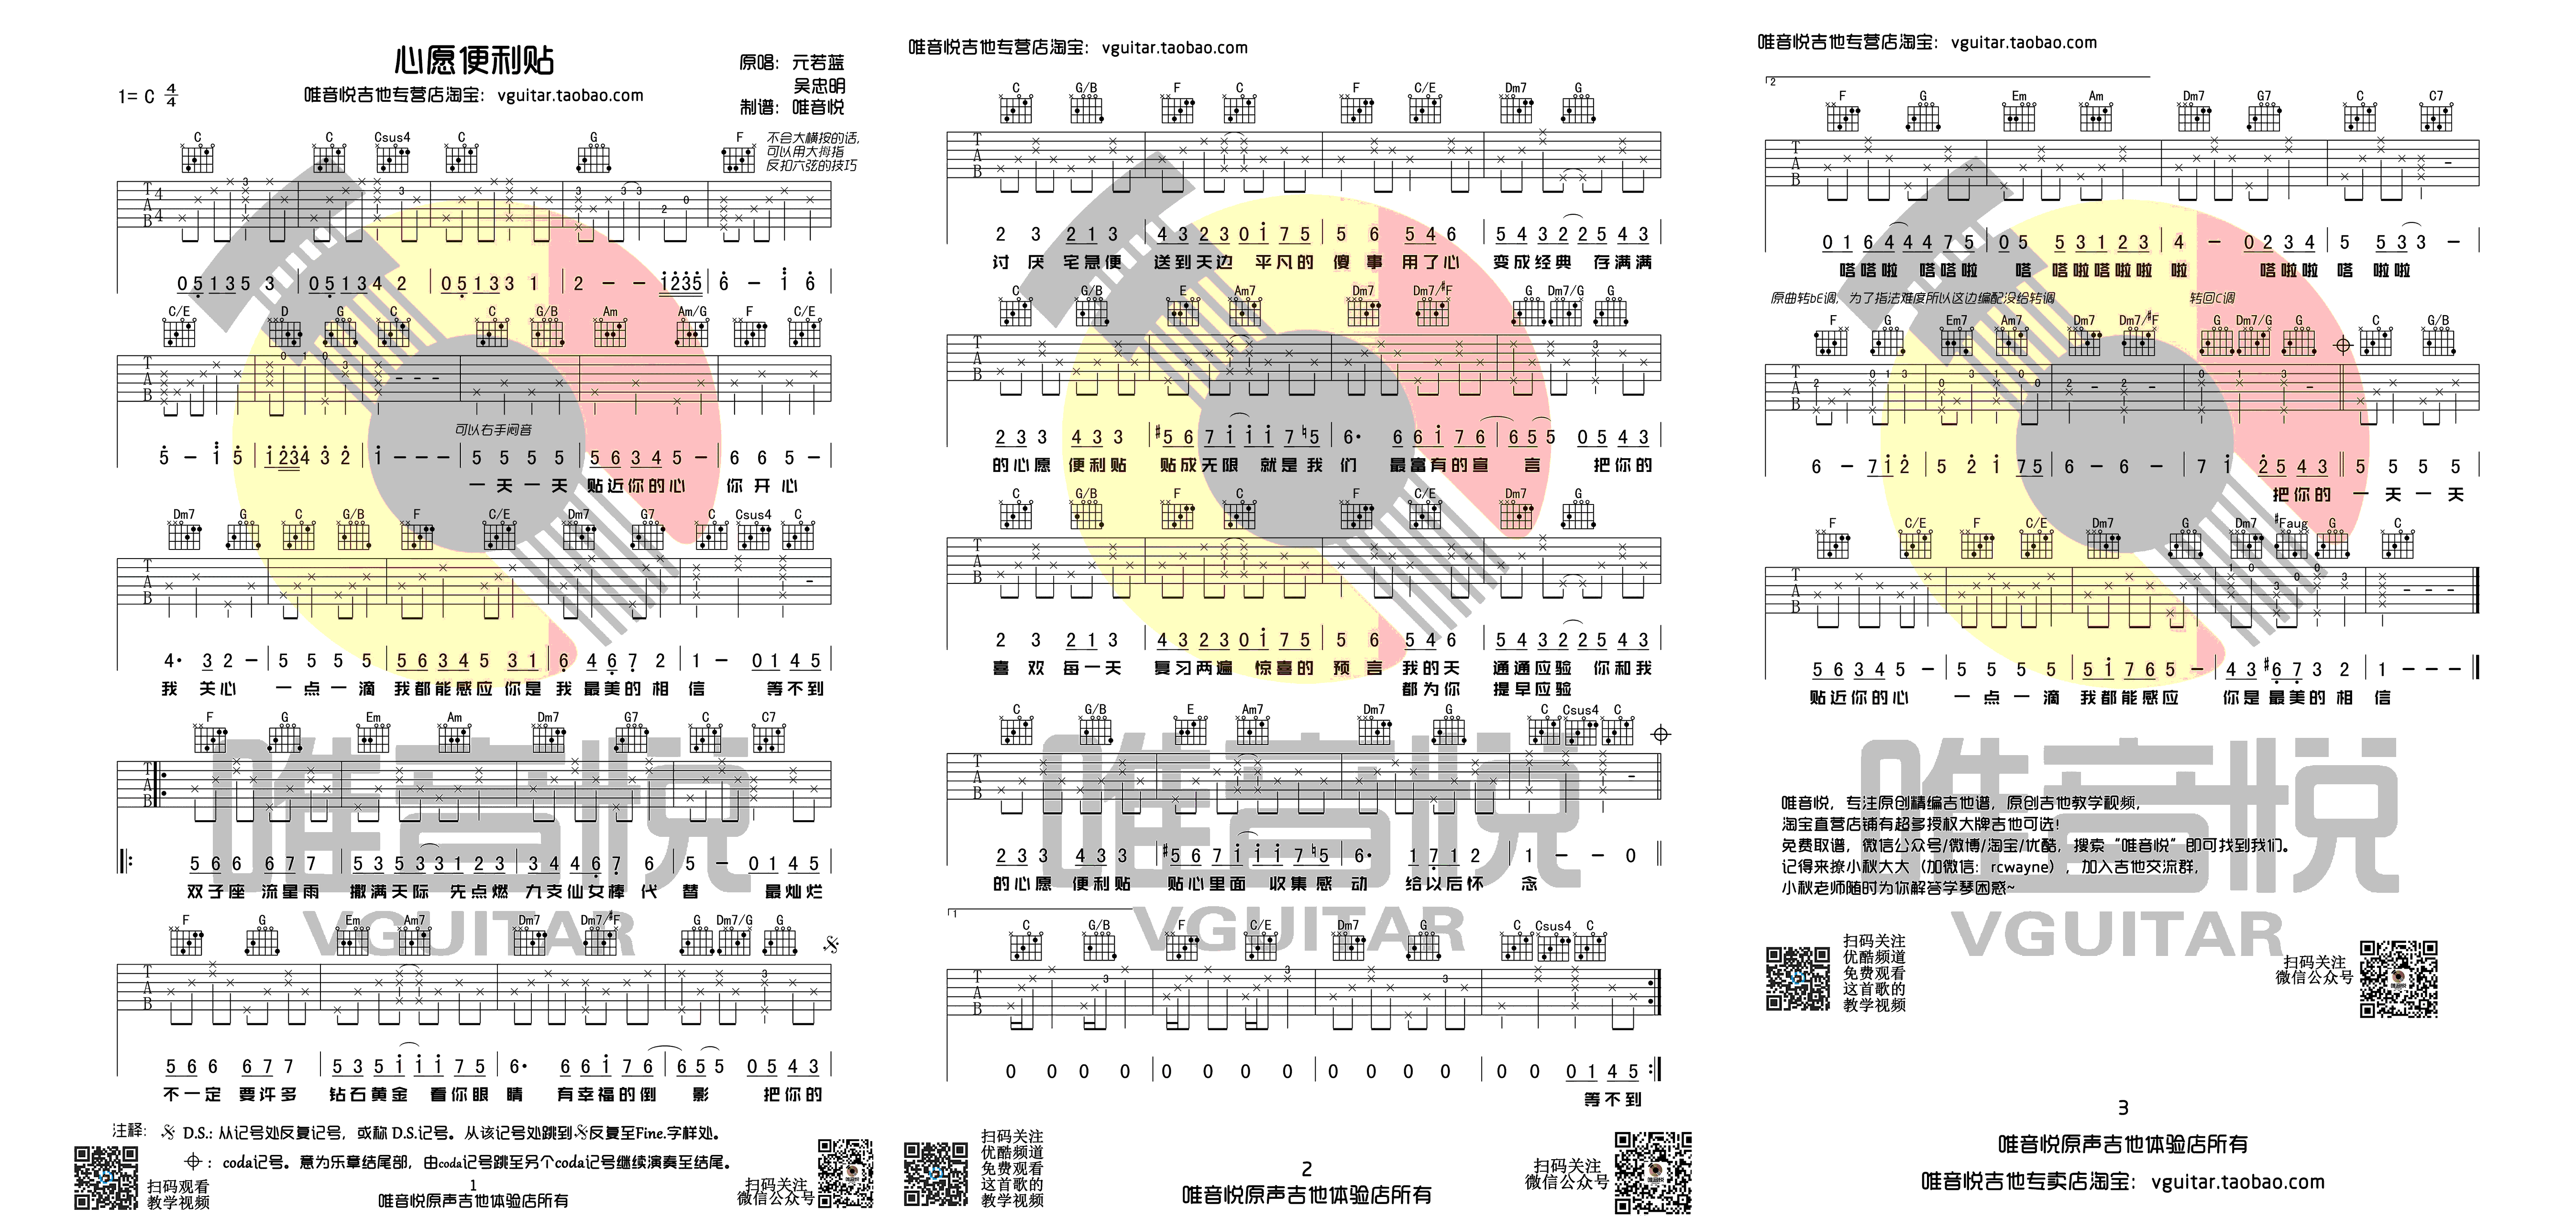 心愿便利贴
原唱：元若蓝
吴忠明
制谱：唯音悦
1= C 4/4
唯音悦吉他专营店淘宝：vguitar.taobao.com
C C Csus4 C G F
不会大横按的话，
可以用大拇指
反扣六弦的技巧
0 5 1 3 5 3 | 0 5 1 3 4 2 | 0 5 1 3 3 1 | 2 - - 1 2 3 5 | 6 - 1 6
C/E D G C C G/B Am Am/G F C/E
可以右手闷音
5 - 1 5 | 1 2 3 4 3 2 | 1 - - - | 5 5 5 5 | 5 6 3 4 5 - | 6 6 5 -
一天一天 贴近你的心 你开心
Dm7 G C G/B F C/E Dm7 G7 C Csus4 C
4· 3 2 - | 5 5 5 5 | 5 6 3 4 5 3 1 | 6 4 6 7 2 | 1 - 0 1 4 5
我 关心 一点一滴 我都能感应 你是 我 最美的相 信 等不到
F G Em Am Dm7 G7 C C7
5 6 6 6 7 7 | 5 3 5 3 3 1 2 3 | 3 4 4 6 7 6 | 5 - 0 1 4 5
双子座 流星雨 撒满天际 先点燃 九支仙女棒 代 替 最灿烂
F G Em Am7 Dm7 Dm7/#F G Dm7/G G
5 6 6 6 7 7 | 5 3 5 1 1 1 7 5 | 6· 6 6 1 7 6 | 6 5 5 0 5 4 3
不一定 要许多 钻石黄金 看你眼 睛 有幸福的倒 影 把你的
注释： D.S.：从记号处反复记号，或称 D.S.记号。从该记号处跳到反复至Fine.字样处。
：coda记号。意为乐章结尾部，由coda记号跳至另个coda记号继续演奏至结尾。
扫码观看
教学视频
1
唯音悦原声吉他体验店所有
扫码关注
微信公众号
唯音悦吉他专营店淘宝：vguitar.taobao.com
C G/B F C F C/E Dm7 G
2 3 2 1 3 | 4 3 2 3 0 1 7 5 | 5 6 5 4 6 | 5 4 3 2 2 5 4 3
讨 厌 宅急便 送到天边 平凡的 傻 事 用了心 变成经典 存满满
C G/B E Am7 Dm7 Dm7/#F G Dm7/G G
2 3 3 4 3 3 | #5 6 7 1 1 1 7 ♮5 | 6· 6 6 1 7 6 | 6 5 5 0 5 4 3
的心愿 便利贴 贴成无限 就是我 们 最富有的宣 言 把你的
C G/B F C F C/E Dm7 G
2 3 2 1 3 | 4 3 2 3 0 1 7 5 | 5 6 5 4 6 | 5 4 3 2 2 5 4 3
喜 欢 每一天 复习两遍 惊喜的 预 言 我的天 通通应验 你和我
都为你 提早应验
C G/B E Am7 Dm7 G C Csus4 C
2 3 3 4 3 3 | #5 6 7 1 1 1 7 ♮5 | 6· 1 7 1 2 | 1 - - 0
的心愿 便利贴 贴心里面 收集感 动 给以后怀 念
1
C G/B F C/E Dm7 G C Csus4 C
0 0 0 0 | 0 0 0 0 | 0 0 0 0 | 0 0 0 1 4 5
等不到
扫码关注
优酷频道
免费观看
这首歌的
教学视频
2
唯音悦原声吉他体验店所有
扫码关注
微信公众号
唯音悦吉他专营店淘宝：vguitar.taobao.com
2
F G Em Am Dm7 G7 C C7
0 1 6 4 4 4 7 5 | 0 5 5 3 1 2 3 | 4 - 0 2 3 4 | 5 5 3 3 -
嗒嗒啦 嗒嗒啦 嗒 嗒啦嗒啦啦 啦 嗒啦啦 嗒 啦啦
原曲转bE调，为了指法难度所以这边编配没给转调
转回C调
F G Em7 Am7 Dm7 Dm7/#F G Dm7/G G C G/B
6 - 7 1 2 | 5 2 1 7 5 | 6 - 6 - | 7 1 2 5 4 3 | 5 5 5 5
把你的 一天一天
F C/E F C/E Dm7 G Dm7 #Faug G C
5 6 3 4 5 - | 5 5 5 5 | 5 1 7 6 5 - | 4 3 #6 7 3 2 | 1 - - -
贴近你的心 一点一滴 我都能感应 你是 最美的相 信
唯音悦，专注原创精编吉他谱，原创吉他教学视频，
淘宝直营店铺有超多授权大牌吉他可选！
免费取谱，微信公众号/微博/淘宝/优酷，搜索“唯音悦”即可找到我们。
记得来撩小秋大大（加微信：rcwayne），加入吉他交流群，
小秋老师随时为你解答学琴困惑~
唯音悦
VGUITAR
扫码关注
优酷频道
免费观看
这首歌的
教学视频
扫码关注
微信公众号
3
唯音悦原声吉他体验店所有
唯音悦吉他专卖店淘宝：vguitar.taobao.com